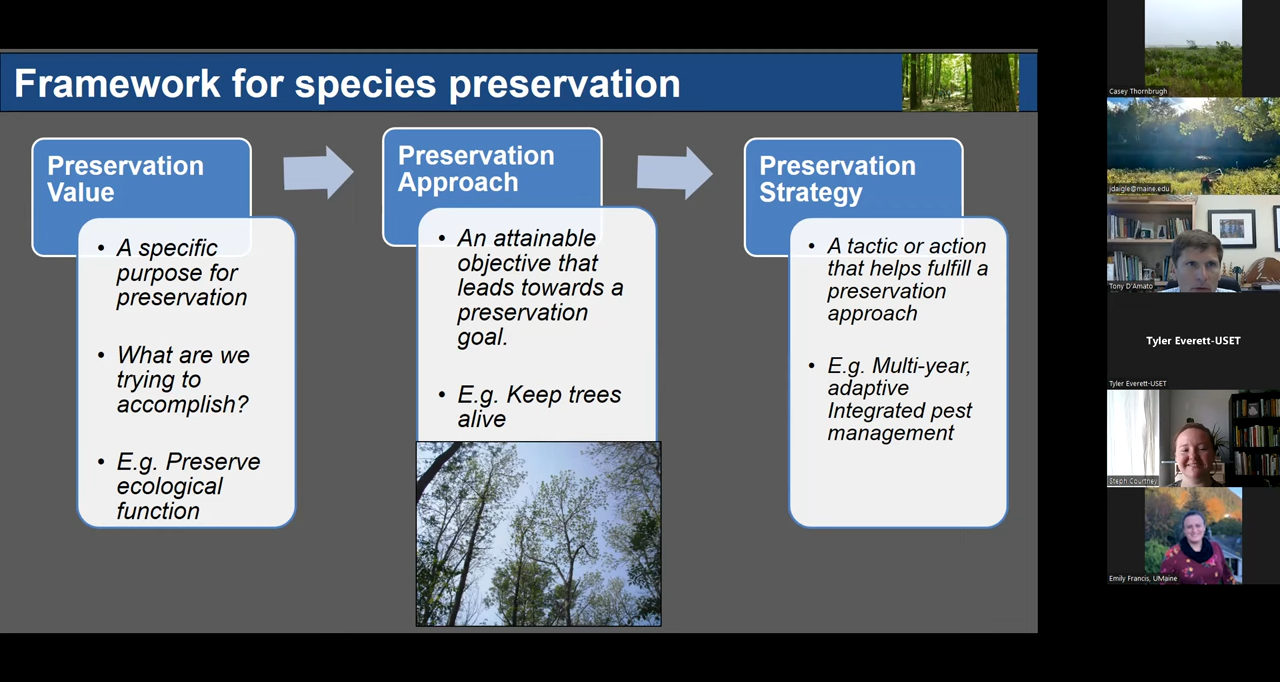 Framework for species preservation
Preservation
Value
• A specific
purpose for
preservation
• What are we
trying to
accomplish?
• E.g. Preserve
ecological
function
Preservation
Approach
• An attainable
objective that
leads towards a
preservation
goal.
• E.g. Keep trees
alive
Preservation
Strategy
• A tactic or action
that helps fulfill a
preservation
approach
• E.g. Multi-year,
adaptive
Integrated pest
management
Casey Thornbrugh
jdaigle@maine.edu
Tony D'Amato
Tyler Everett-USET
Tyler Everett-USET
Steph Courtney
Emily Francis, UMaine